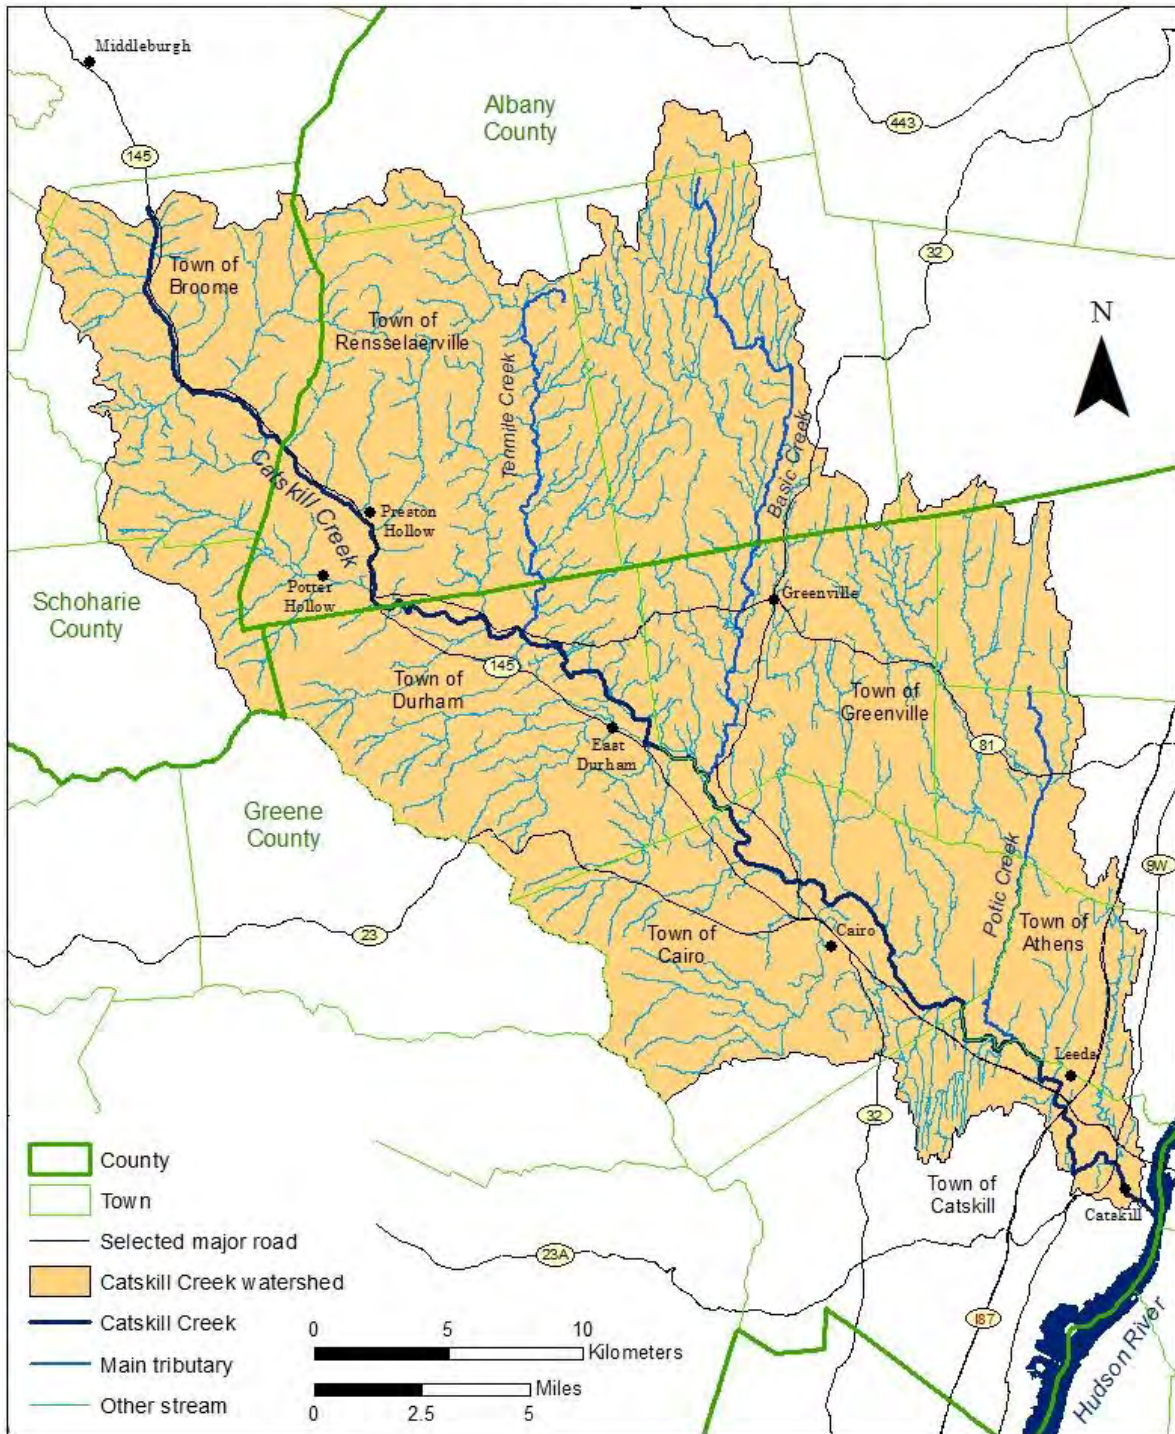 Middleburgh
Albany
County
443
145
32
Town of
Broome
Town of
Rensselaerville
N
Tenmile Creek
Basic Creek
Catskill Creek
Preston
Hollow
Potter
Hollow
Greenville
Schoharie
County
145
Town of
Durham
Town of
Greenville
East
Durham
81
Greene
County
Potic Creek
9W
23
Town of
Cairo
Cairo
Town of
Athens
Leeds
32
County
Town
Selected major road
Catskill Creek watershed
Catskill Creek
Main tributary
Other stream
Town of
Catskill
Catskill
23A
I87
Hudson River
0 5 10
Kilometers
Miles
0 2.5 5